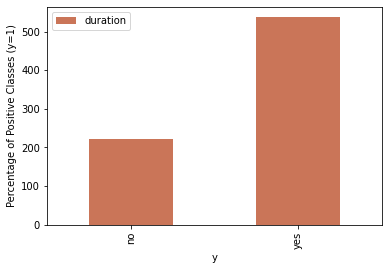 duration
Percentage of Positive Classes (y=1)
500
400
300
200
100
0
no
yes
y